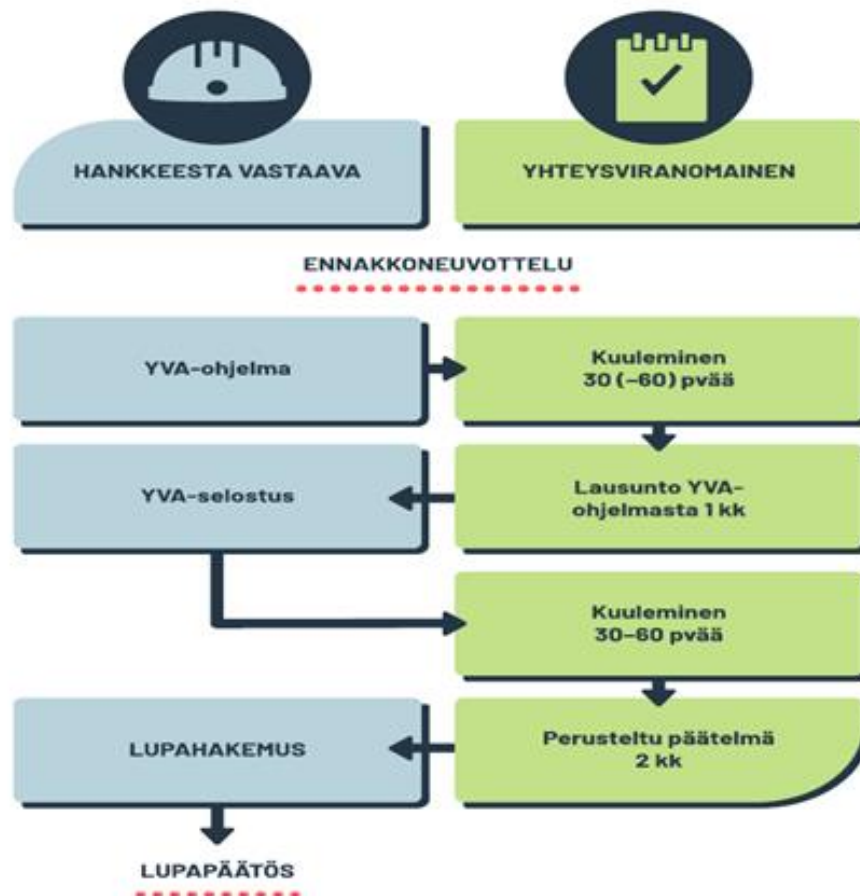 HANKKEESTA VASTAAVA
YHTEYSVIRANOMAINEN
ENNAKKONEUVOTTELU
YVA-ohjelma
Kuuleminen
30 (-60) pvää
YVA-selostus
Lausunto YVA-
ohjelmasta 1 kk
Kuuleminen
30-60 pvää
LUPAHAKEMUS
Perusteltu päätelmä
2 kk
LUPAPÄÄTÖS